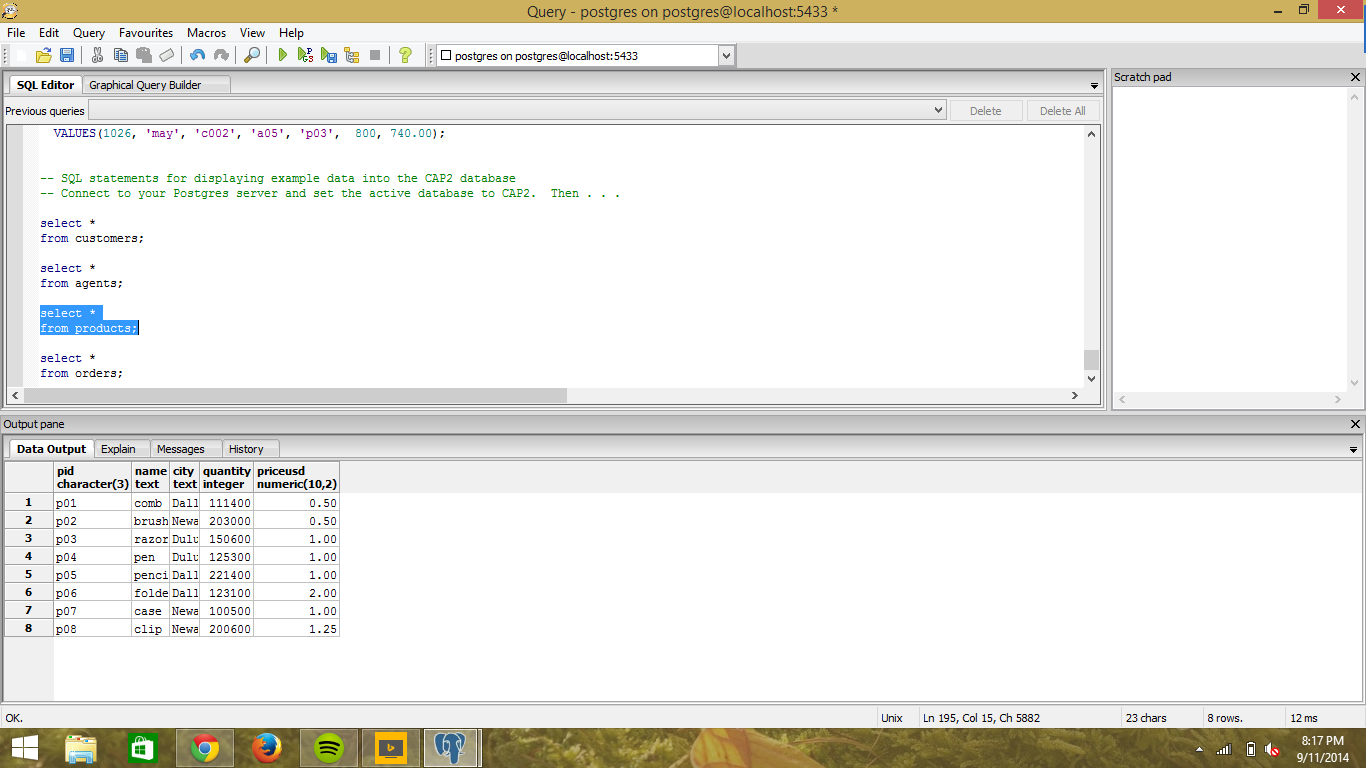 Query - postgres on postgres@localhost:5433 *
File Edit Query Favourites Macros View Help
postgres on postgres@localhost:5433
SQL Editor Graphical Query Builder
Scratch pad
Previous queries Delete Delete All
VALUES(1026, 'may', 'c002', 'a05', 'p03',  800, 740.00);
-- SQL statements for displaying example data into the CAP2 database
-- Connect to your Postgres server and set the active database to CAP2.  Then . . .
select *
from customers;
select *
from agents;
select *
from products;
select *
from orders;
Output pane
Data Output Explain Messages History
pid name city quantity priceusd
character(3) text text integer numeric(10,2)
1 p01 comb Dall 111400 0.50
2 p02 brush Newa 203000 0.50
3 p03 razor Dulu 150600 1.00
4 p04 pen Dulu 125300 1.00
5 p05 penci Dall 221400 1.00
6 p06 folde Dall 123100 2.00
7 p07 case Newa 100500 1.00
8 p08 clip Newa 200600 1.25
OK. Unix Ln 195, Col 15, Ch 5882 23 chars 8 rows. 12 ms
8:17 PM
9/11/2014